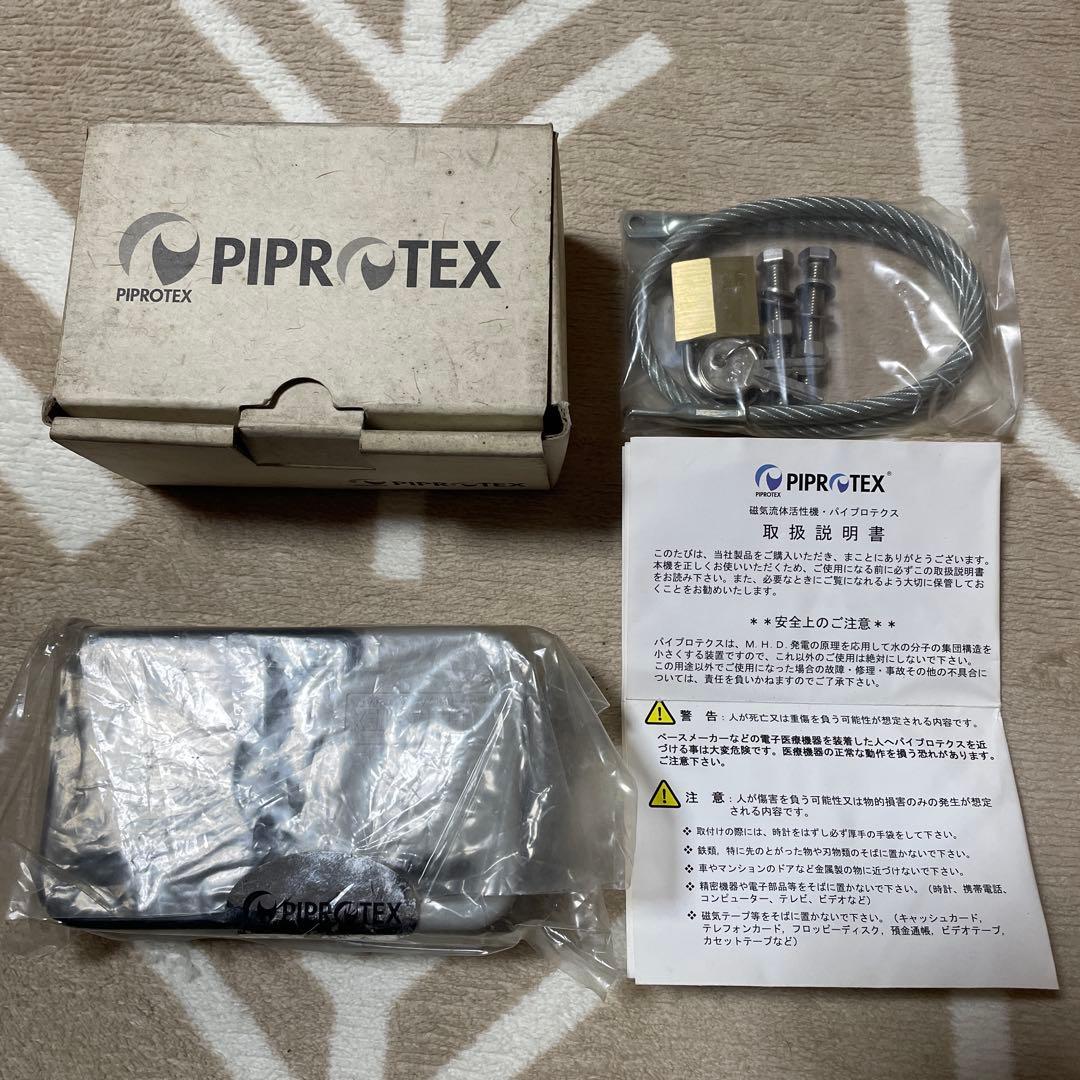 PIPROTEX
PIPROTEX
PIPROTEX
PIPROTEX®
PIPROTEX
磁気流体活性機・パイプロテクス
取扱説明書
このたびは、当社製品をご購入いただき、まことにありがとうございます。
本機を正しくお使いいただくため、ご使用になる前に必ずこの取扱説明書
をお読み下さい。また、必要なときにご覧になれるよう大切に保管してお
くことをお勧めいたします。
**安全上のご注意**
パイプロテクスは、M.H.D.発電の原理を応用して水の分子の集団構造を
小さくする装置ですので、これ以外のご使用は絶対にしないで下さい。
この用途以外でご使用になった場合の故障・修理・事故その他の不具合に
ついては、責任を負いかねますのでご了承下さい。
警 告：人が死亡又は重傷を負う可能性が想定される内容です。
ペースメーカーなどの電子医療機器を装着した人へパイプロテクスを近
づける事は大変危険です。医療機器の正常な動作を損う恐れがあります。
ご注意下さい。
注 意：人が傷害を負う可能性又は物的損害のみの発生が想定
される内容です。
❖ 取付けの際には、時計をはずし必ず厚手の手袋をして下さい。
❖ 鉄類，特に先のとがった物や刃物類のそばに置かないで下さい。
❖ 車やマンションのドアなど金属製の物に近づけないで下さい。
❖ 精密機器や電子部品等をそばに置かないで下さい。（時計、携帯電話、
コンピューター、テレビ、ビデオなど）
❖ 磁気テープ等をそばに置かないで下さい。（キャッシュカード，
テレフォンカード，フロッピーディスク，預金通帳，ビデオテープ，
カセットテープなど）
PIPROTEX